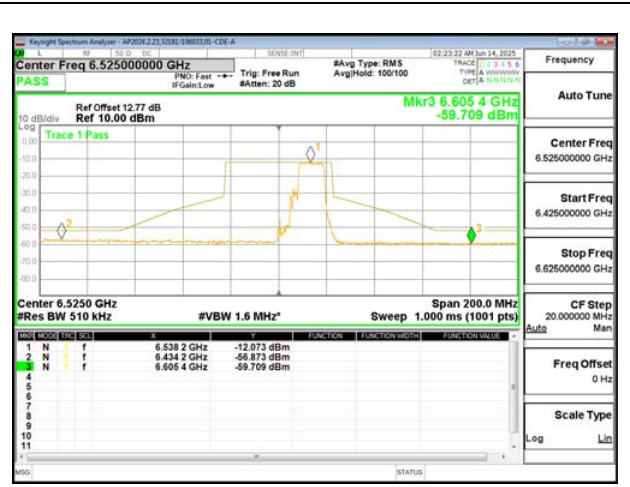 Keysight Spectrum Analyzer - AP2024.2.23,32181/196033,01-CDE-A
L RF 50 Ω DC SENSE:INT 02:23:22 AM Jun 14, 2025
Center Freq 6.525000000 GHz #Avg Type: RMS TRACE 1 2 3 4 5 6
PASS PNO: Fast Trig: Free Run Avg|Hold: 100/100 TYPE A WWWWW
IFGain:Low #Atten: 20 dB DET A N N N N N
Ref Offset 12.77 dB Mkr3 6.605 4 GHz
10 dB/div Ref 10.00 dBm -59.709 dBm
Log
Trace 1 Pass
0.00
-10.0
-20.0
-30.0
-40.0
-50.0
-60.0
-70.0
-80.0
1
2
3
Center 6.5250 GHz Span 200.0 MHz
#Res BW 510 kHz #VBW 1.6 MHz* Sweep 1.000 ms (1001 pts)
MKR MODE TRC SCL X Y FUNCTION FUNCTION WIDTH FUNCTION VALUE
1 N 1 f 6.538 2 GHz -12.073 dBm
2 N 1 f 6.434 2 GHz -56.873 dBm
3 N 1 f 6.605 4 GHz -59.709 dBm
4
5
6
7
8
9
10
11
MSG STATUS
Frequency
Auto Tune
Center Freq
6.525000000 GHz
Start Freq
6.425000000 GHz
Stop Freq
6.625000000 GHz
CF Step
20.000000 MHz
Auto Man
Freq Offset
0 Hz
Scale Type
Log Lin